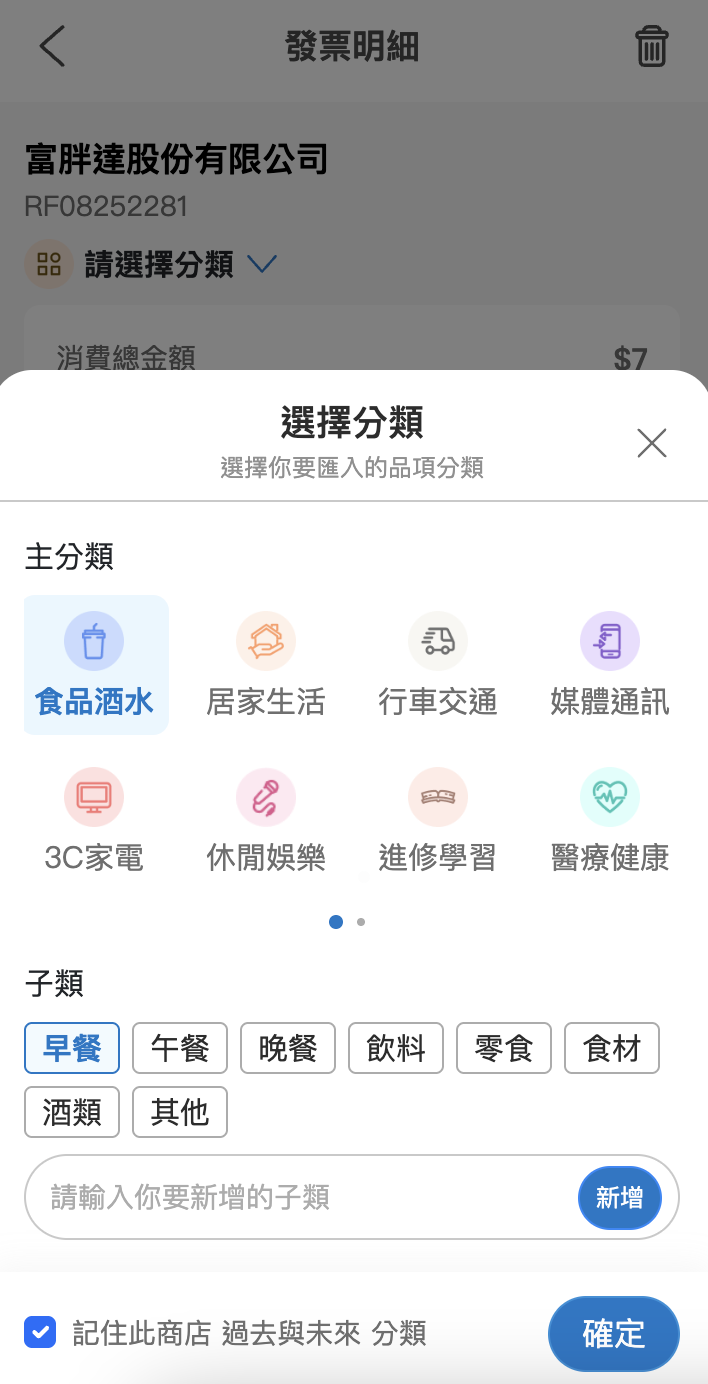 發票明細
富胖達股份有限公司
RF08252281
請選擇分類
消費總金額 $7
選擇分類
選擇你要匯入的品項分類
主分類
食品酒水 居家生活 行車交通 媒體通訊
3C家電 休閒娛樂 進修學習 醫療健康
子類
早餐 午餐 晚餐 飲料 零食 食材
酒類 其他
請輸入你要新增的子類 新增
記住此商店 過去與未來 分類 確定